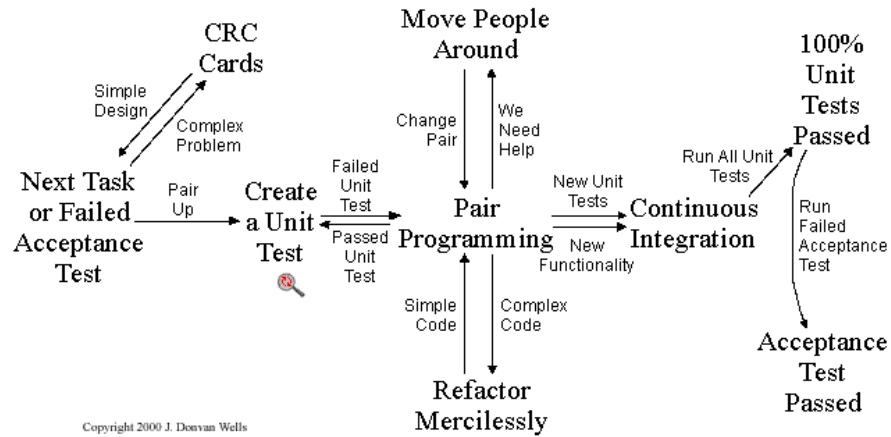 CRC
Cards
Simple
Design
Complex
Problem
Next Task
or Failed
Acceptance
Test
Pair
Up
Create
a Unit
Test
Failed
Unit
Test
Passed
Unit
Test
Move People
Around
Change
Pair
We
Need
Help
Pair
Programming
Simple
Code
Complex
Code
Refactor
Mercilessly
New Unit
Tests
New
Functionality
Continuous
Integration
Run All Unit
Tests
100%
Unit
Tests
Passed
Run
Failed
Acceptance
Test
Acceptance
Test
Passed
Copyright 2000 J. Donvan Wells